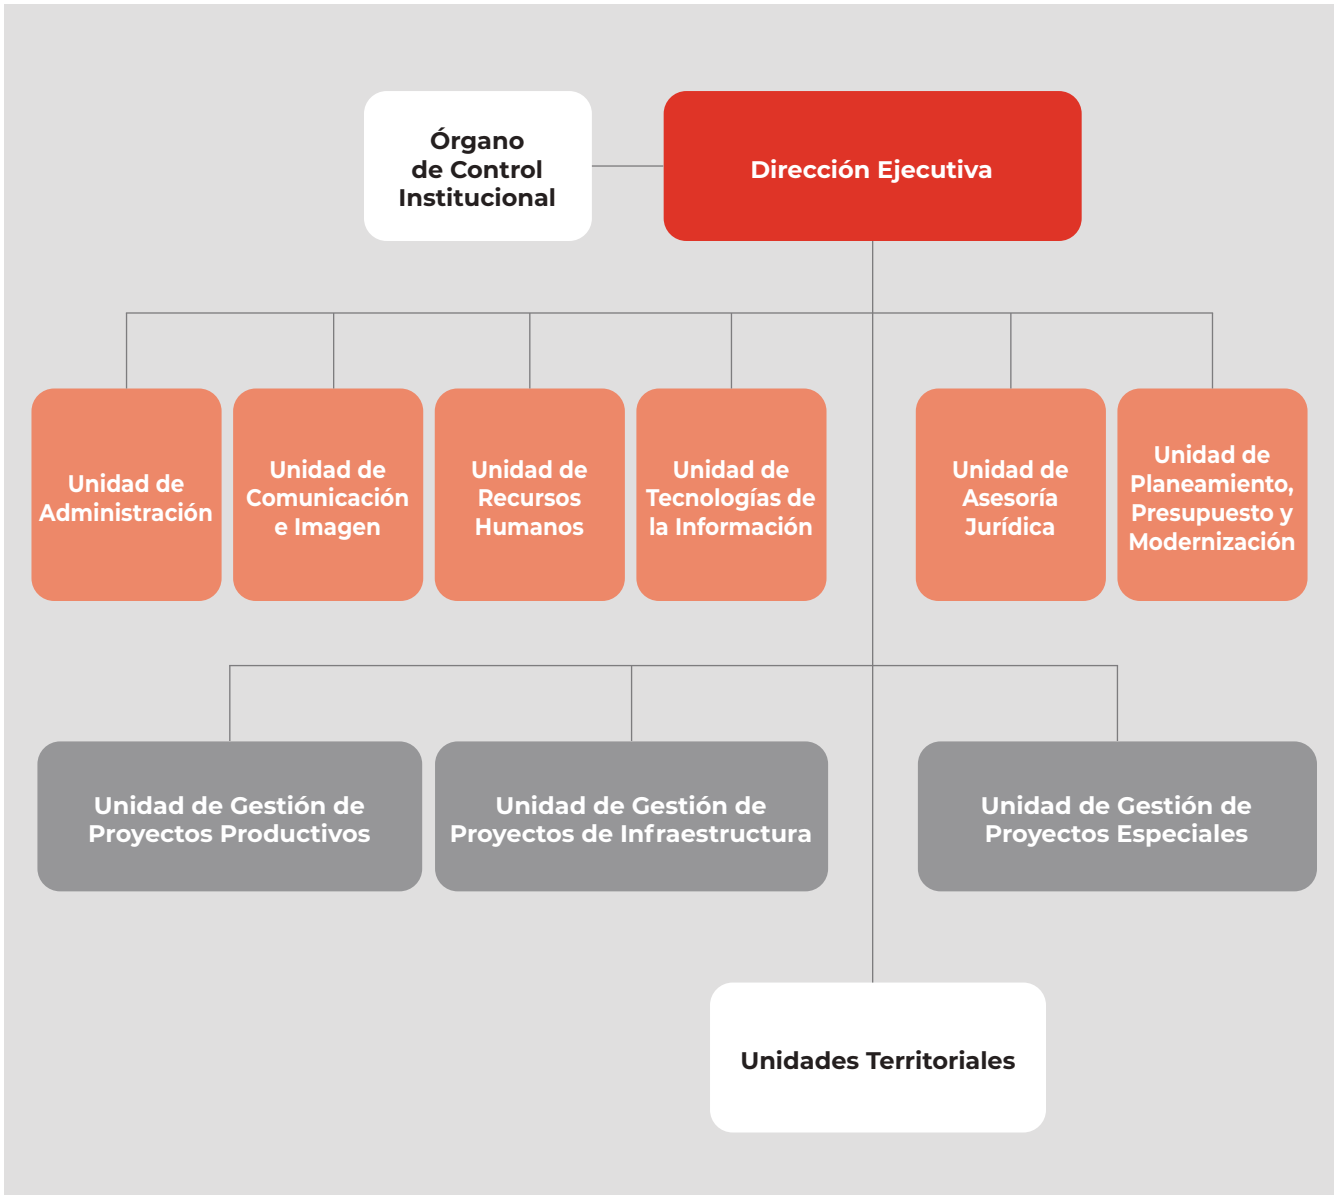 Órgano
de Control
Institucional
Dirección Ejecutiva
Unidad de
Administración
Unidad de
Comunicación
e Imagen
Unidad de
Recursos
Humanos
Unidad de
Tecnologías de
la Información
Unidad de
Asesoría
Jurídica
Unidad de
Planeamiento,
Presupuesto y
Modernización
Unidad de Gestión de
Proyectos Productivos
Unidad de Gestión de
Proyectos de Infraestructura
Unidad de Gestión de
Proyectos Especiales
Unidades Territoriales